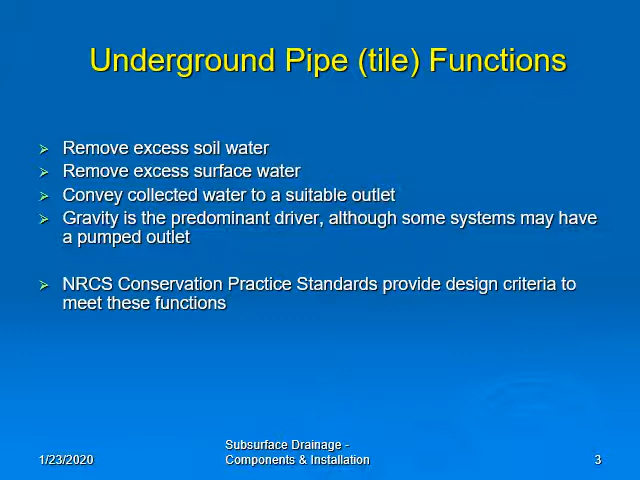 Underground Pipe (tile) Functions
Remove excess soil water
Remove excess surface water
Convey collected water to a suitable outlet
Gravity is the predominant driver, although some systems may have
a pumped outlet
NRCS Conservation Practice Standards provide design criteria to
meet these functions
1/23/2020
Subsurface Drainage -
Components & Installation
3